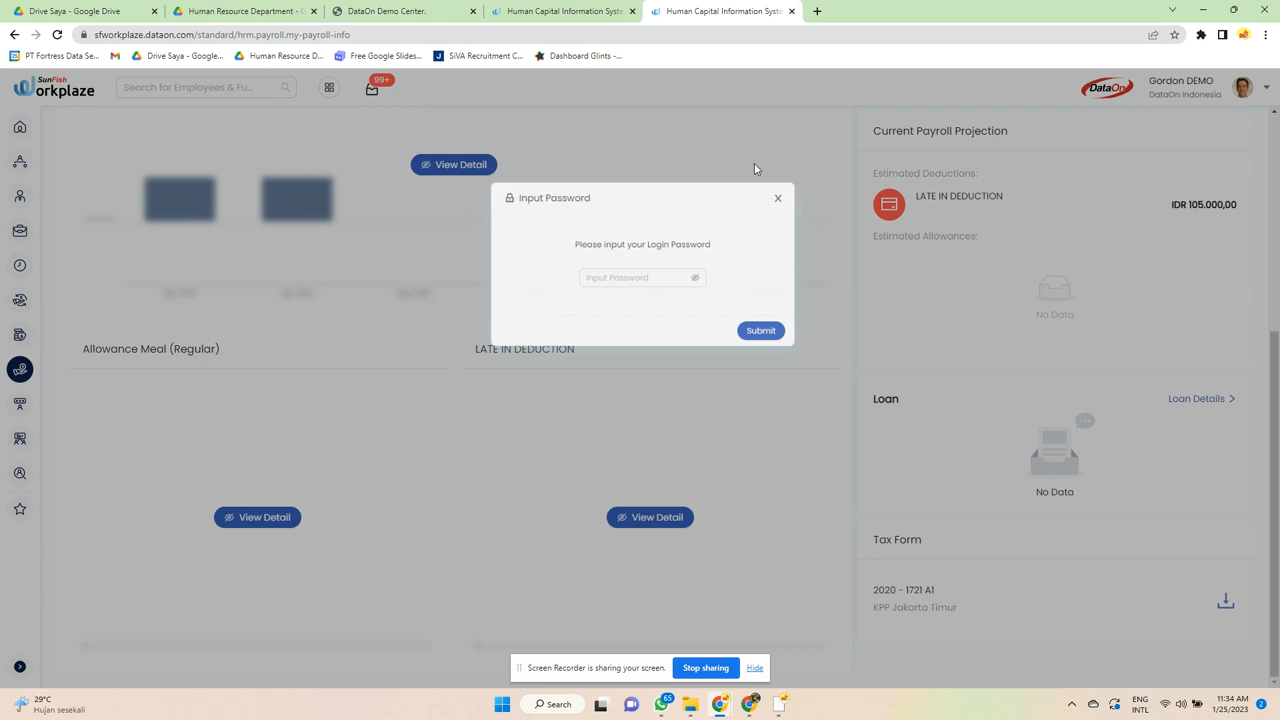 Drive Saya - Google Drive
Human Resource Department - G
DataOn Demo Center.
Human Capital Information Syste
Human Capital Information Syste
sfworkplaze.dataon.com/standard/hrm.payroll.my-payroll-info
PT Fortress Data Se...
Drive Saya - Google...
Human Resource D...
Free Google Slides...
SiVA Recruitment C...
Dashboard Glints –...
SunFish
orkplaze
Search for Employees & Fu...
99+
DataOn
Gordon DEMO
DataOn Indonesia
View Detail
Current Payroll Projection
Estimated Deductions:
LATE IN DEDUCTION
IDR 105.000,00
Estimated Allowances:
No Data
Input Password
Please input your Login Password
Input Password
Submit
Allowance Meal (Regular)
LATE IN DEDUCTION
Loan
Loan Details
No Data
View Detail
View Detail
Tax Form
2020 - 1721 A1
KPP Jakarta Timur
Screen Recorder is sharing your screen.
Stop sharing
Hide
29°C
Hujan sesekali
Search
65
ENG
INTL
11:34 AM
1/25/2023
2